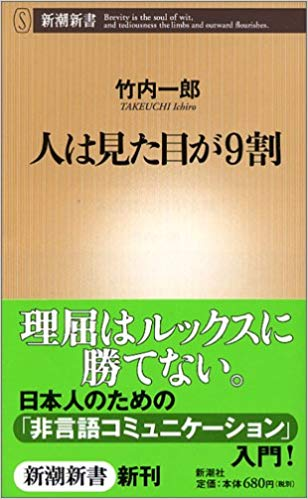 S 新潮新書
Brevity is the soul of wit,
and tediousness the limbs and outward flourishes.
竹内一郎
TAKEUCHI Ichiro
人は見た目が9割
理屈はルックスに
勝てない。
日本人のための
「非言語コミュニケーション」
入門!
新潮新書 新刊
新潮社
定価:本体680円(税別)